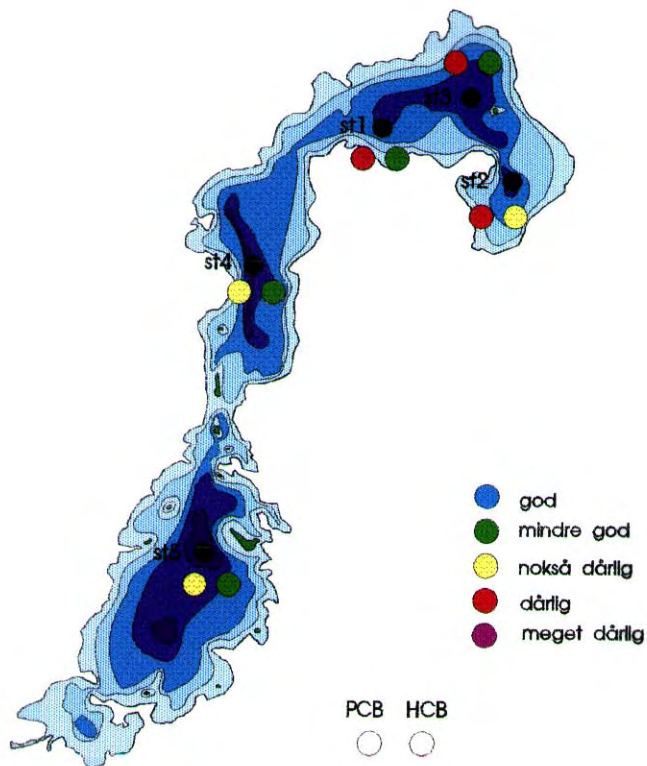 st3
st1
st2
st4
st5
god
mindre god
nokså dårlig
dårlig
meget dårlig
PCB HCB